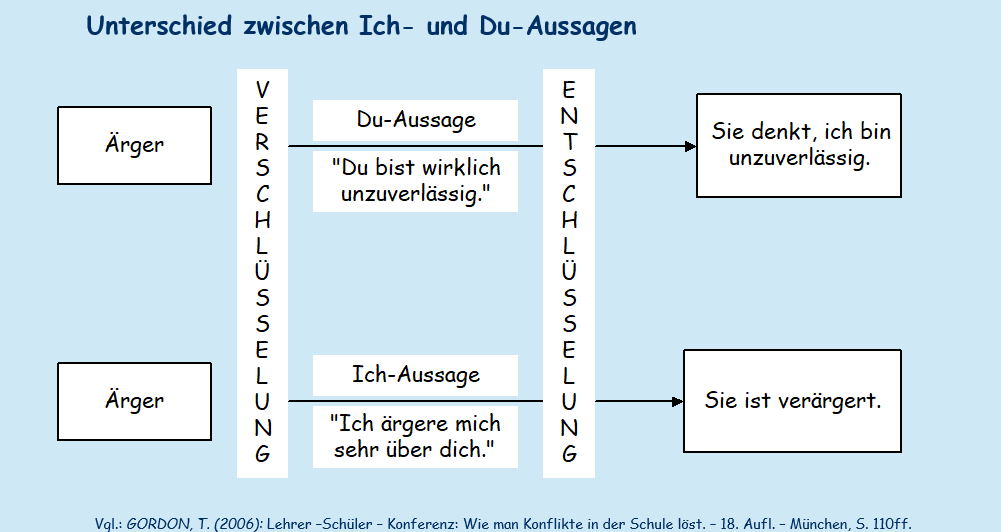 Unterschied zwischen Ich- und Du-Aussagen
Ärger
VERSCHLÜSSELUNG
Du-Aussage
"Du bist wirklich
unzuverlässig."
ENTSCHLÜSSELUNG
Sie denkt, ich bin
unzuverlässig.
Ärger
Ich-Aussage
"Ich ärgere mich
sehr über dich."
Sie ist verärgert.
Vgl.: GORDON, T. (2006): Lehrer –Schüler – Konferenz: Wie man Konflikte in der Schule löst. – 18. Aufl. – München, S. 110ff.